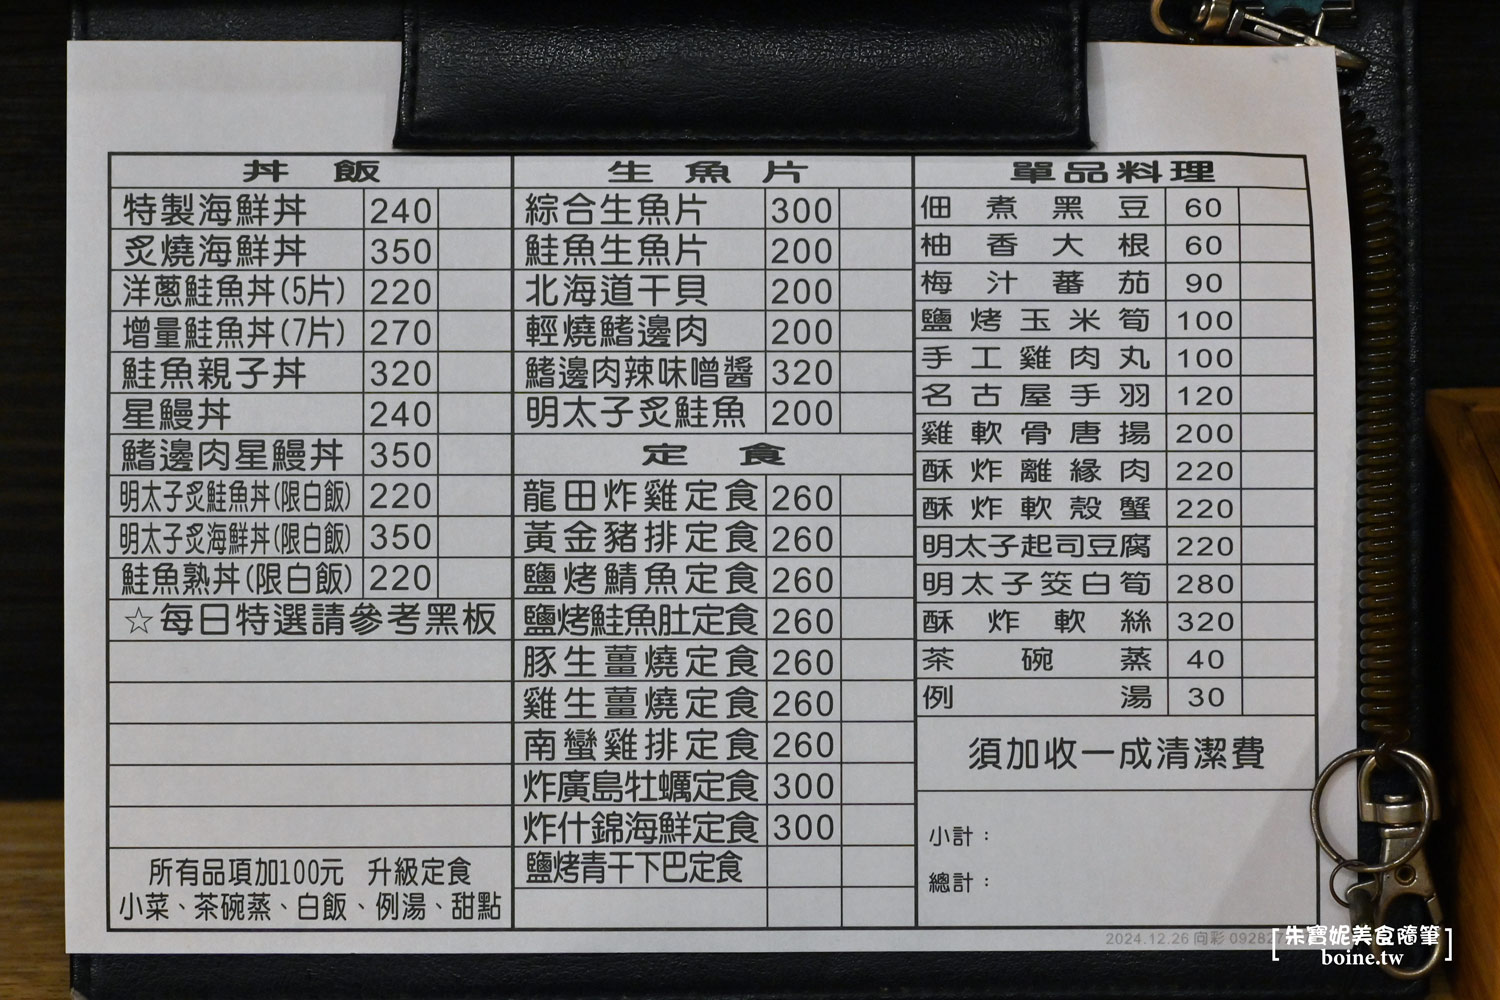 丼飯
特製海鮮丼 240
炙燒海鮮丼 350
洋蔥鮭魚丼(5片) 220
增量鮭魚丼(7片) 270
鮭魚親子丼 320
星鰻丼 240
鰭邊肉星鰻丼 350
明太子炙鮭魚丼(限白飯) 220
明太子炙海鮮丼(限白飯) 350
鮭魚熟丼(限白飯) 220
☆每日特選請參考黑板
所有品項加100元 升級定食
小菜、茶碗蒸、白飯、例湯、甜點
生魚片
綜合生魚片 300
鮭魚生魚片 200
北海道干貝 200
輕燒鰭邊肉 200
鰭邊肉辣味噌醬 320
明太子炙鮭魚 200
定食
龍田炸雞定食 260
黃金豬排定食 260
鹽烤鯖魚定食 260
鹽烤鮭魚肚定食 260
豚生薑燒定食 260
雞生薑燒定食 260
南蠻雞排定食 260
炸廣島牡蠣定食 300
炸什錦海鮮定食 300
鹽烤青干下巴定食
單品料理
佃煮黑豆 60
柚香大根 60
梅汁蕃茄 90
鹽烤玉米筍 100
手工雞肉丸 100
名古屋手羽 120
雞軟骨唐揚 200
酥炸離緣肉 220
酥炸軟殼蟹 220
明太子起司豆腐 220
明太子筊白筍 280
酥炸軟絲 320
茶碗蒸 40
例湯 30
須加收一成清潔費
小計：
總計：
2024.12.26 向彩 09282
[朱寶妮美食隨筆]
boine.tw